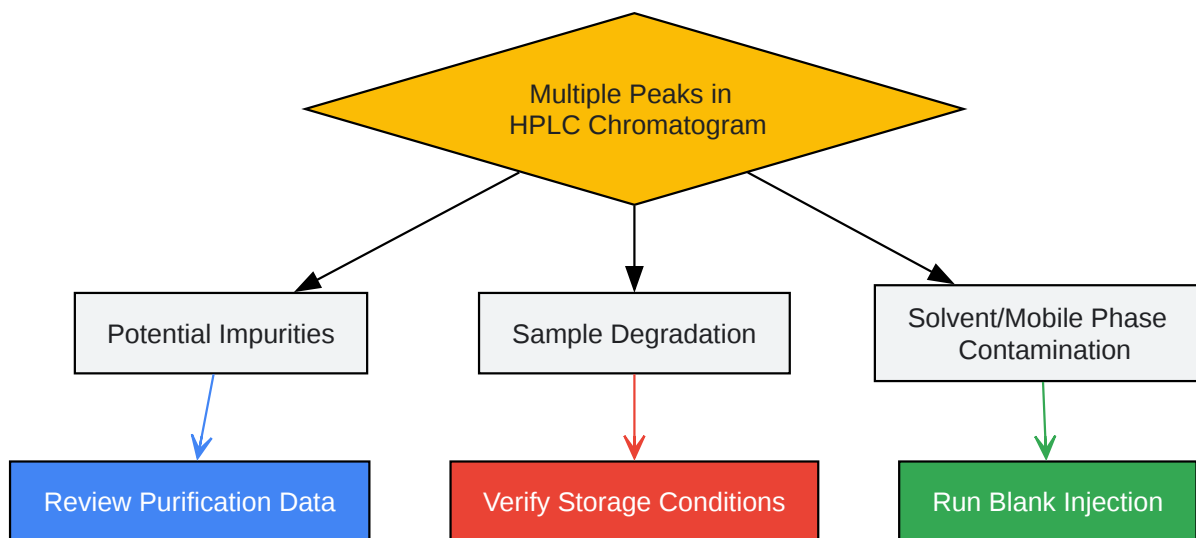 Multiple Peaks in
HPLC Chromatogram
Potential Impurities
Sample Degradation
Solvent/Mobile Phase
Contamination
Review Purification Data
Verify Storage Conditions
Run Blank Injection